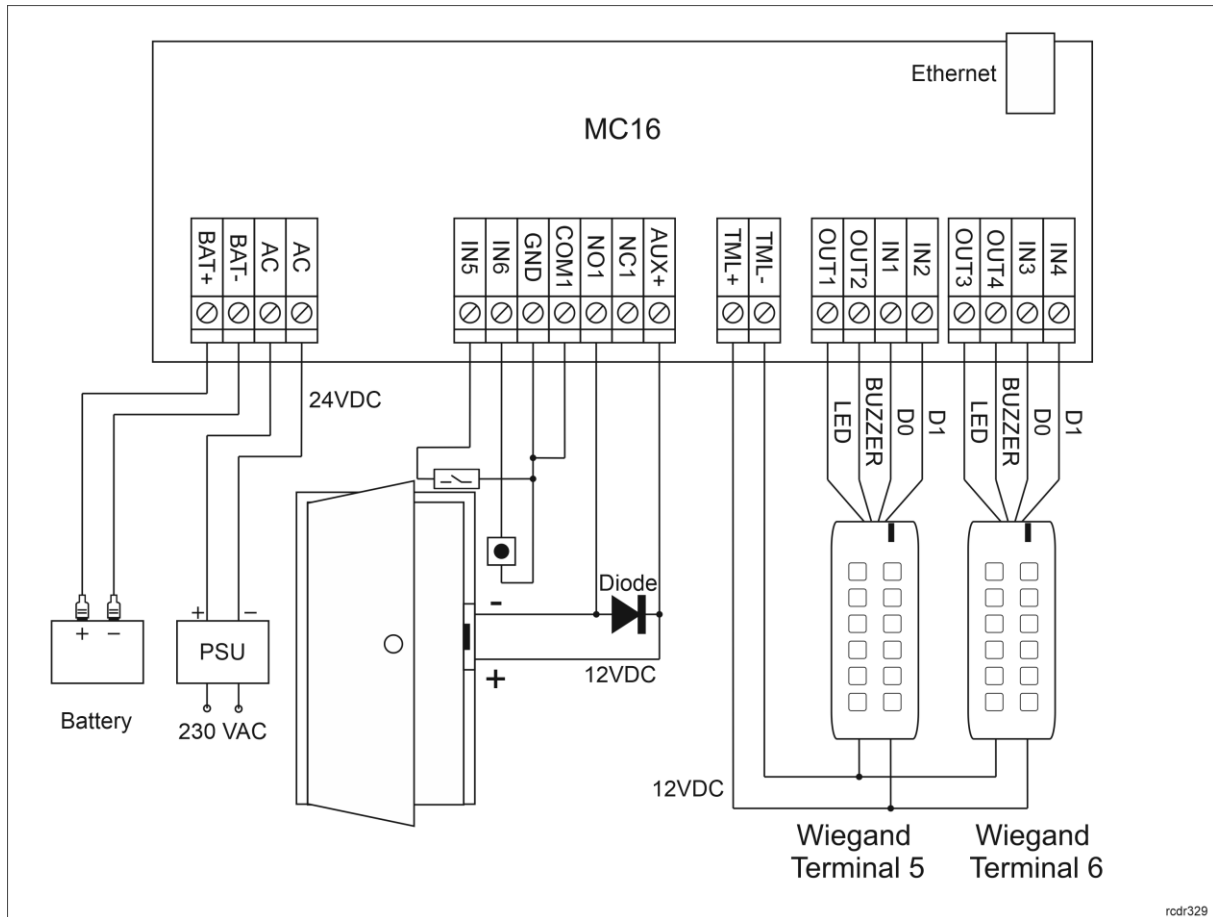 Ethernet
MC16
BAT+
BAT-
AC
AC
IN5
IN6
GND
COM1
NO1
NC1
AUX+
TML+
TML-
OUT1
OUT2
IN1
IN2
OUT3
OUT4
IN3
IN4
24VDC
LED
BUZZER
D0
D1
LED
BUZZER
D0
D1
Diode
-
+
12VDC
+ −
PSU
+ −
Battery
230 VAC
12VDC
Wiegand
Terminal 5
Wiegand
Terminal 6
rcdr329